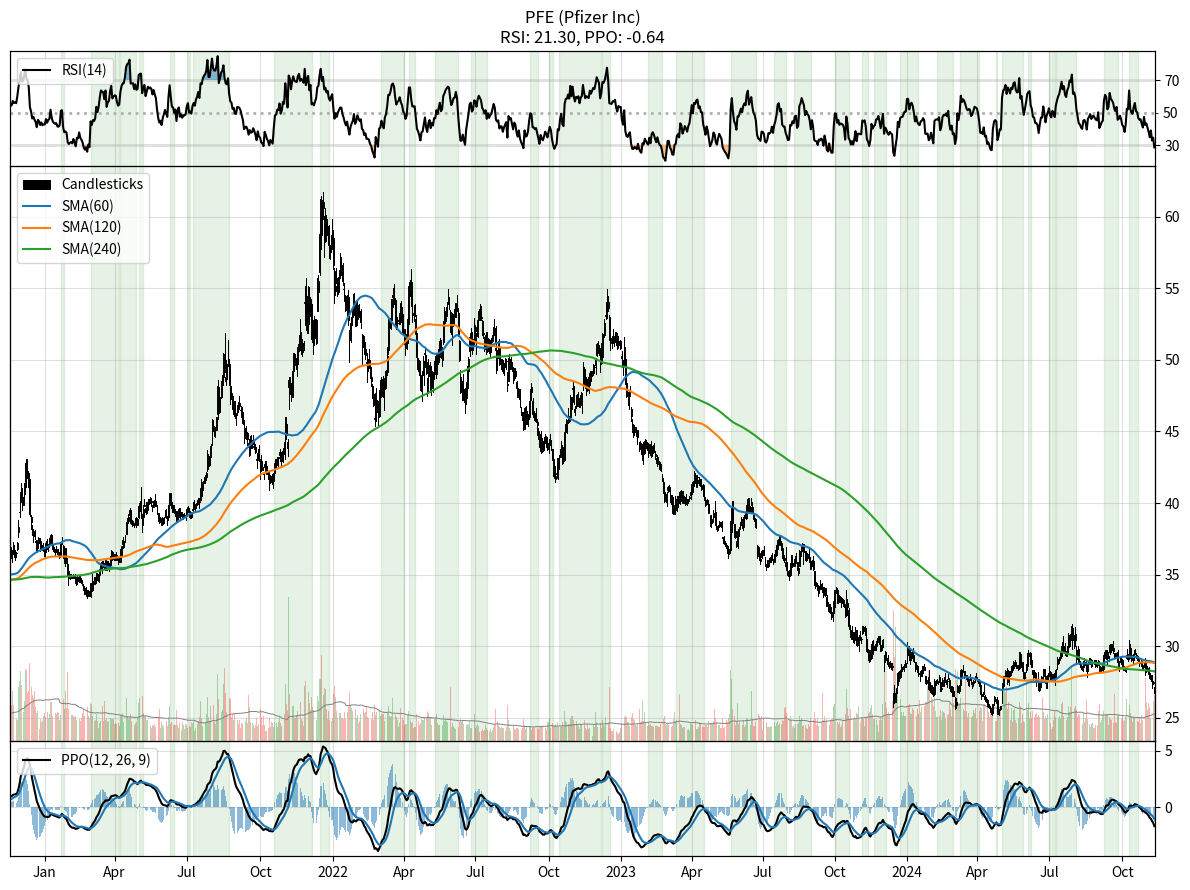 PFE (Pfizer Inc)
RSI: 21.30, PPO: -0.64
RSI(14)
70
50
30
Candlesticks
SMA(60)
SMA(120)
SMA(240)
60
55
50
45
40
35
30
25
PPO(12, 26, 9)
5
0
Jan Apr Jul Oct 2022 Apr Jul Oct 2023 Apr Jul Oct 2024 Apr Jul Oct